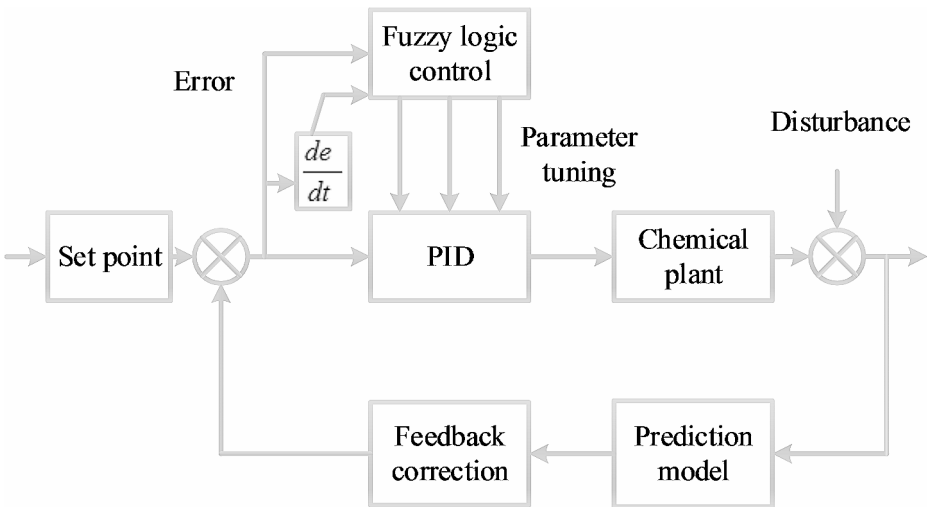 Fuzzy logic
control
Error
Parameter
tuning
Disturbance
de
dt
Set point
PID
Chemical
plant
Feedback
correction
Prediction
model